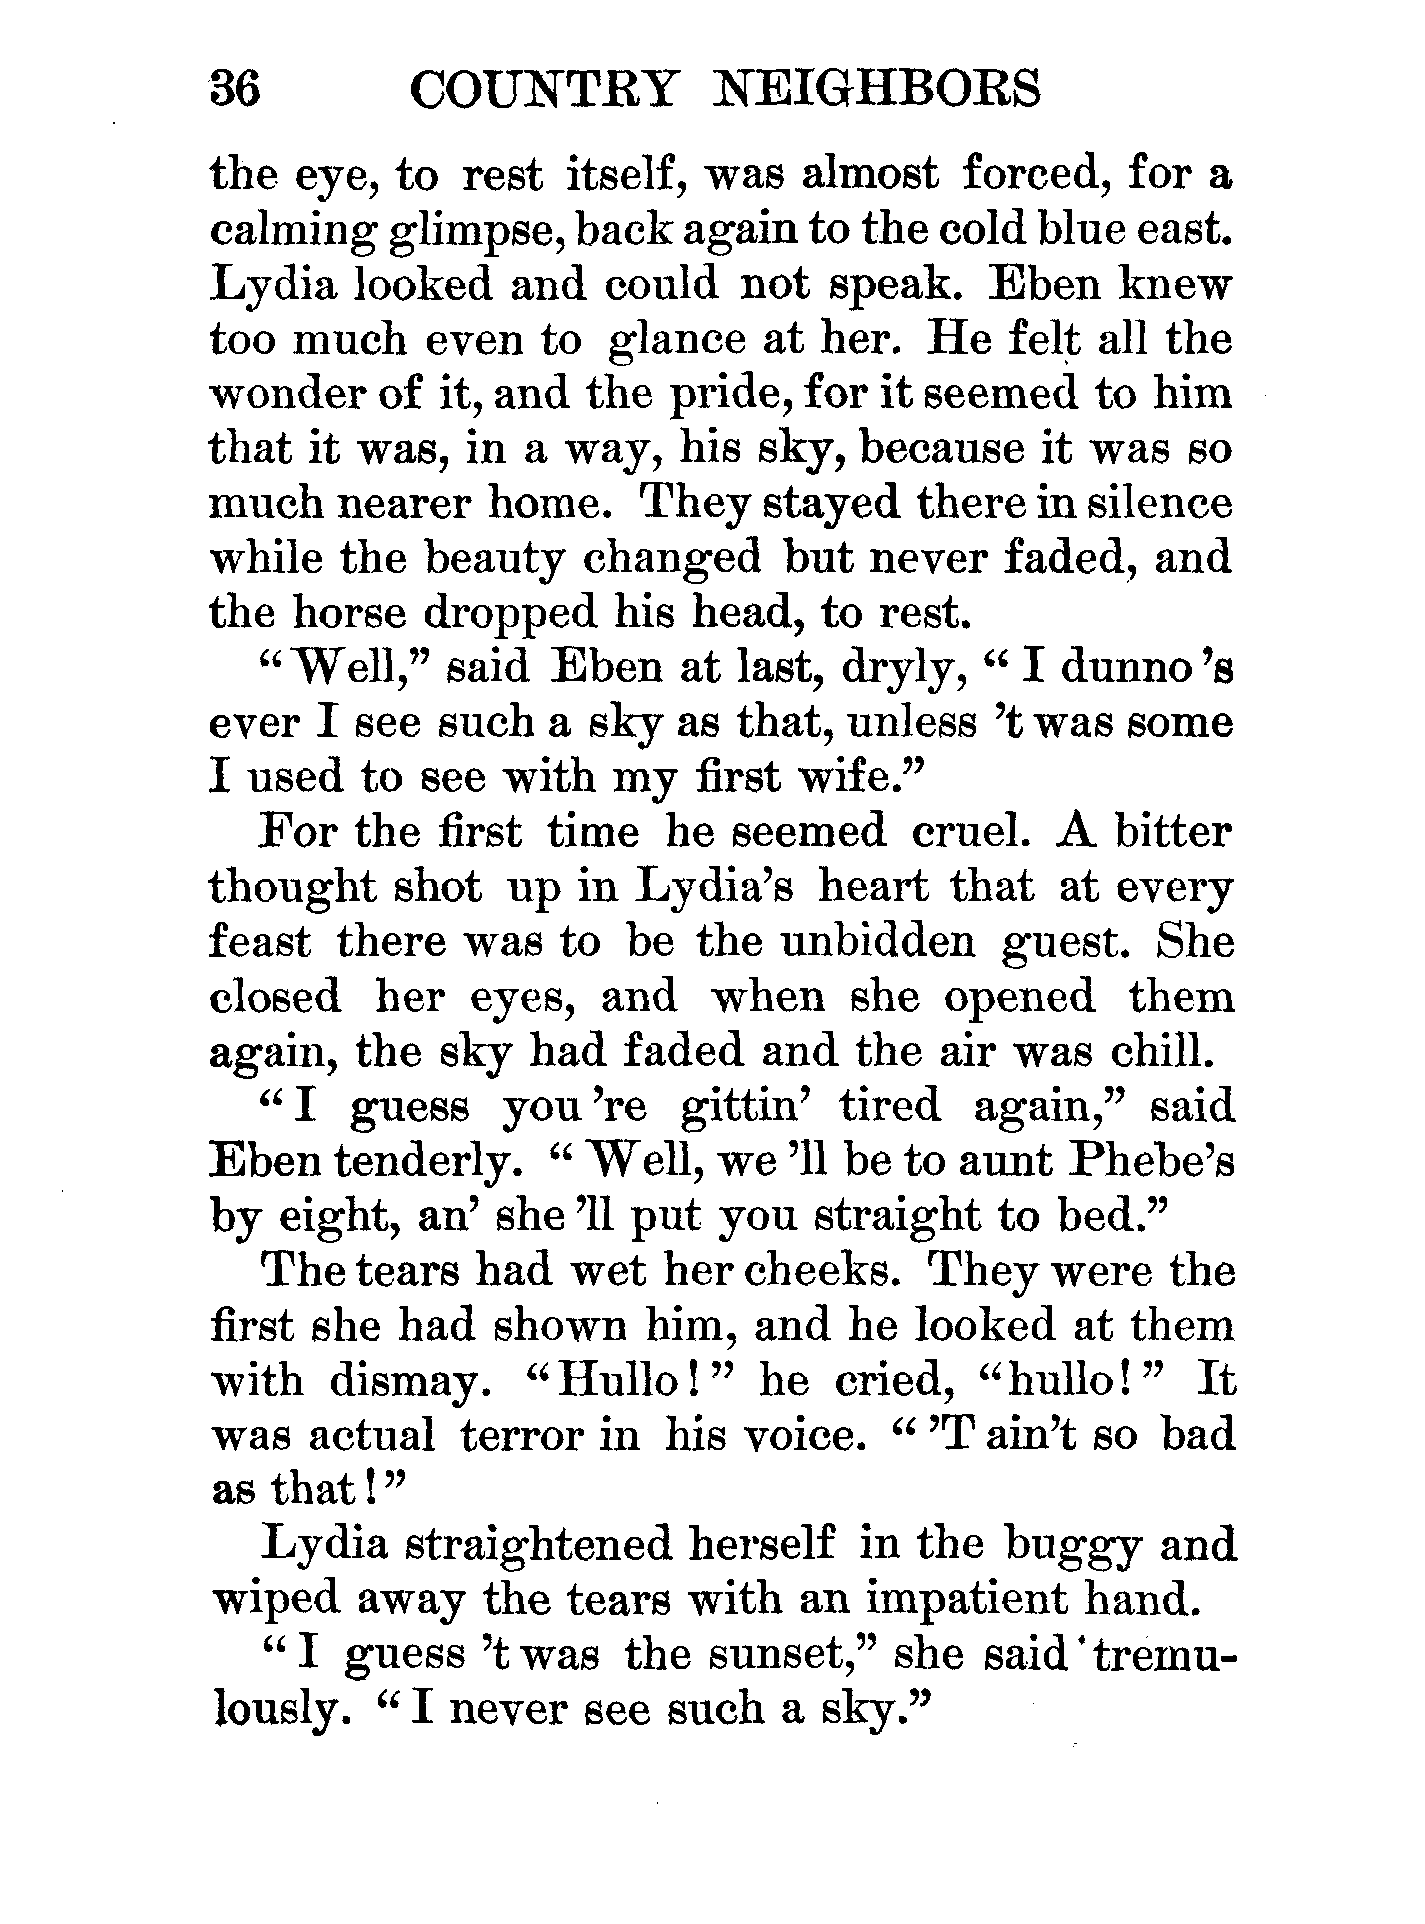 36 COUNTRY NEIGHBORS
the eye, to rest itself, was almost forced, for a
calming glimpse, back again to the cold blue east.
Lydia looked and could not speak. Eben knew
too much even to glance at her. He felt all the
wonder of it, and the pride, for it seemed to him
that it was, in a way, his sky, because it was so
much nearer home. They stayed there in silence
while the beauty changed but never faded, and
the horse dropped his head, to rest.
“Well,” said Eben at last, dryly, “I dunno 's
ever I see such a sky as that, unless 't was some
I used to see with my first wife.”
For the first time he seemed cruel. A bitter
thought shot up in Lydia's heart that at every
feast there was to be the unbidden guest. She
closed her eyes, and when she opened them
again, the sky had faded and the air was chill.
“I guess you 're gittin' tired again,” said
Eben tenderly. “Well, we 'll be to aunt Phebe's
by eight, an' she 'll put you straight to bed.”
The tears had wet her cheeks. They were the
first she had shown him, and he looked at them
with dismay. “Hullo!” he cried, “hullo!” It
was actual terror in his voice. “'T ain't so bad
as that!”
Lydia straightened herself in the buggy and
wiped away the tears with an impatient hand.
“I guess 't was the sunset,” she said tremu-
lously. “I never see such a sky.”